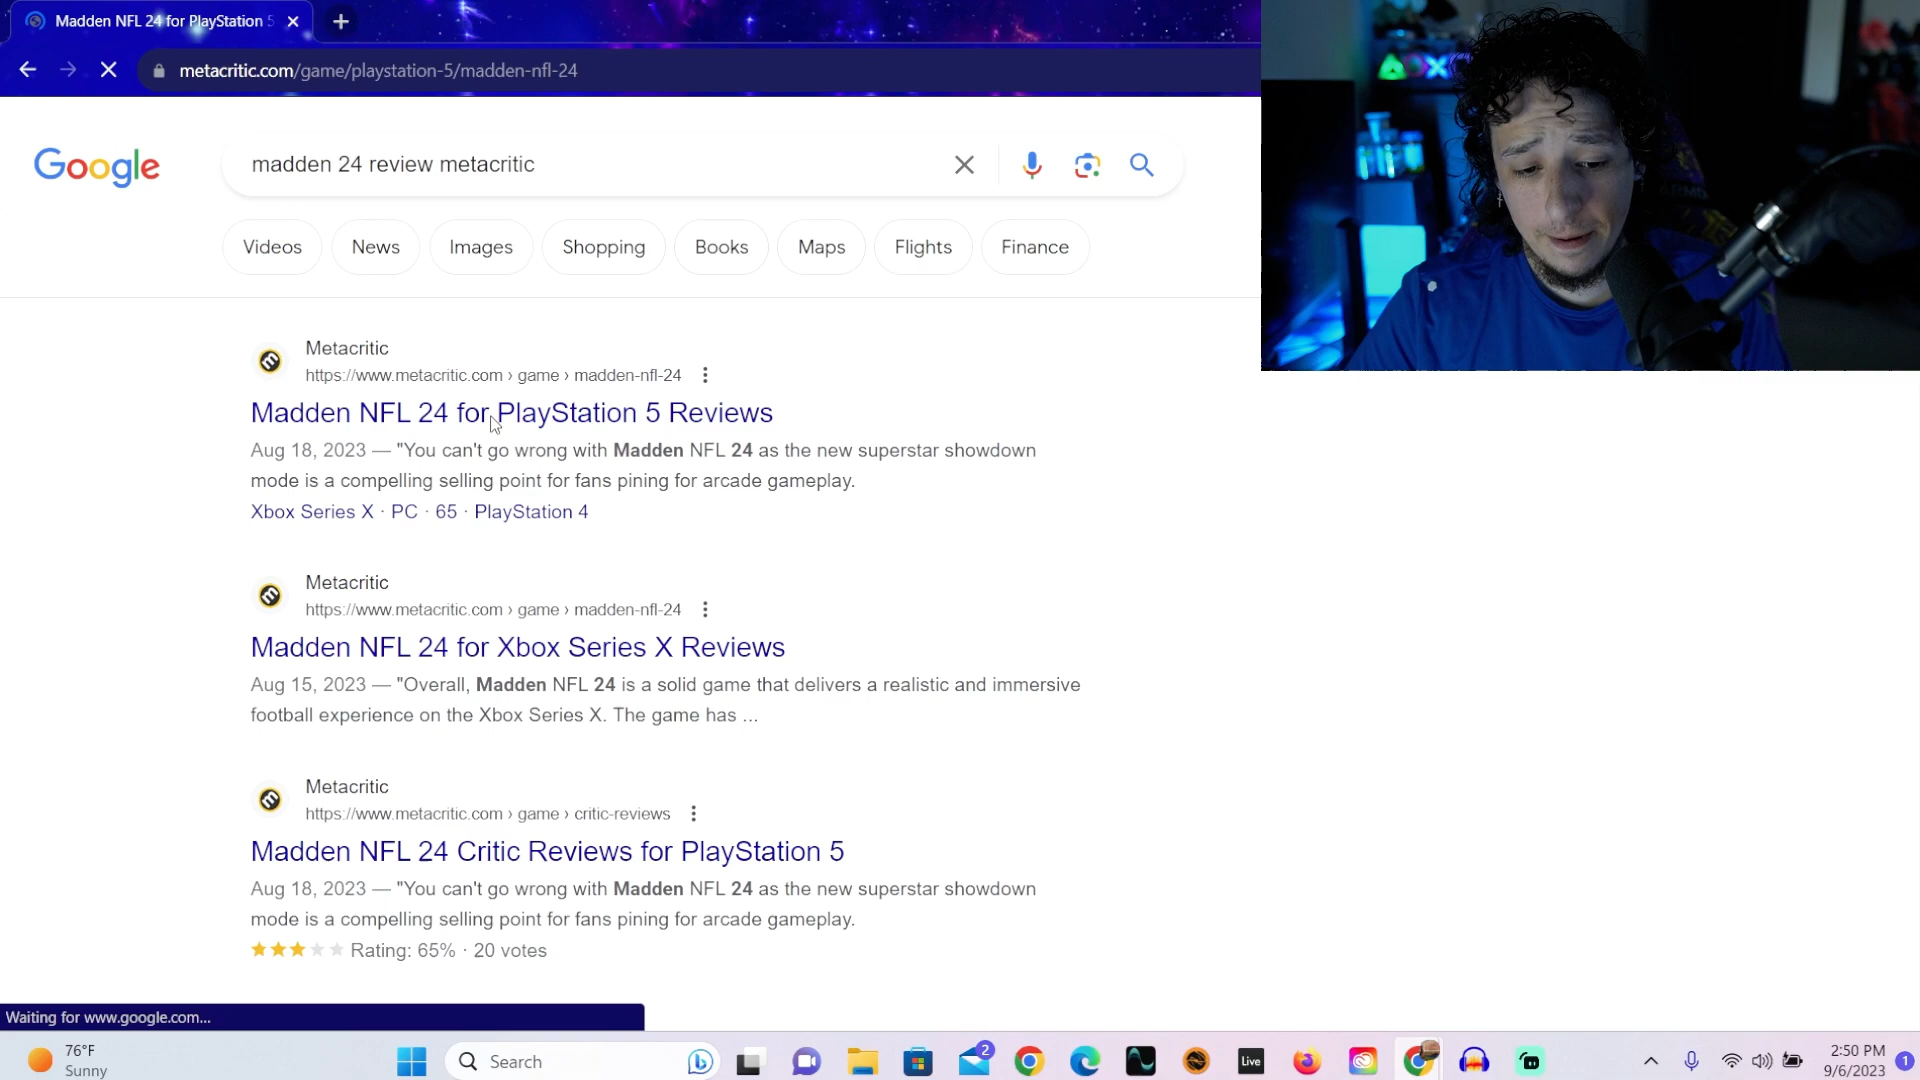 Madden NFL 24 for PlayStation 5
metacritic.com/game/playstation-5/madden-nfl-24
Google
madden 24 review metacritic
Videos
News
Images
Shopping
Books
Maps
Flights
Finance
Metacritic
https://www.metacritic.com › game › madden-nfl-24
Madden NFL 24 for PlayStation 5 Reviews
Aug 18, 2023 — "You can't go wrong with Madden NFL 24 as the new superstar showdown
mode is a compelling selling point for fans pining for arcade gameplay.
Xbox Series X · PC · 65 · PlayStation 4
Metacritic
https://www.metacritic.com › game › madden-nfl-24
Madden NFL 24 for Xbox Series X Reviews
Aug 15, 2023 — "Overall, Madden NFL 24 is a solid game that delivers a realistic and immersive
football experience on the Xbox Series X. The game has ...
Metacritic
https://www.metacritic.com › game › critic-reviews
Madden NFL 24 Critic Reviews for PlayStation 5
Aug 18, 2023 — "You can't go wrong with Madden NFL 24 as the new superstar showdown
mode is a compelling selling point for fans pining for arcade gameplay.
Rating: 65% · 20 votes
Waiting for www.google.com...
76°F
Sunny
Search
2
Live
2:50 PM
9/6/2023
1